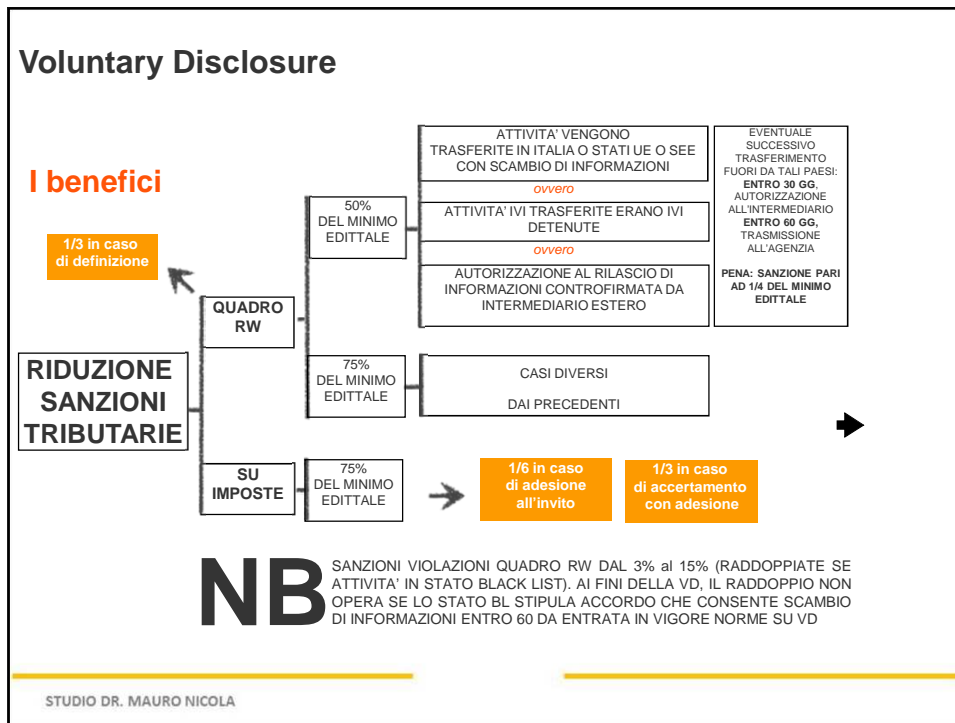 Voluntary Disclosure
I benefici
1/3 in caso
di definizione
RIDUZIONE
SANZIONI
TRIBUTARIE
QUADRO
RW
50%
DEL MINIMO
EDITTALE
ATTIVITA' VENGONO
TRASFERITE IN ITALIA O STATI UE O SEE
CON SCAMBIO DI INFORMAZIONI
ovvero
ATTIVITA' IVI TRASFERITE ERANO IVI
DETENUTE
ovvero
AUTORIZZAZIONE AL RILASCIO DI
INFORMAZIONI CONTROFIRMATA DA
INTERMEDIARIO ESTERO
EVENTUALE
SUCCESSIVO
TRASFERIMENTO
FUORI DA TALI PAESI:
ENTRO 30 GG,
AUTORIZZAZIONE
ALL'INTERMEDIARIO
ENTRO 60 GG,
TRASMISSIONE
ALL'AGENZIA
PENA: SANZIONE PARI
AD 1/4 DEL MINIMO
EDITTALE
75%
DEL MINIMO
EDITTALE
CASI DIVERSI
DAI PRECEDENTI
SU
IMPOSTE
75%
DEL MINIMO
EDITTALE
1/6 in caso
di adesione
all'invito
1/3 in caso
di accertamento
con adesione
NB
SANZIONI VIOLAZIONI QUADRO RW DAL 3% al 15% (RADDOPPIATE SE
ATTIVITA' IN STATO BLACK LIST). AI FINI DELLA VD, IL RADDOPPIO NON
OPERA SE LO STATO BL STIPULA ACCORDO CHE CONSENTE SCAMBIO
DI INFORMAZIONI ENTRO 60 DA ENTRATA IN VIGORE NORME SU VD
STUDIO DR. MAURO NICOLA